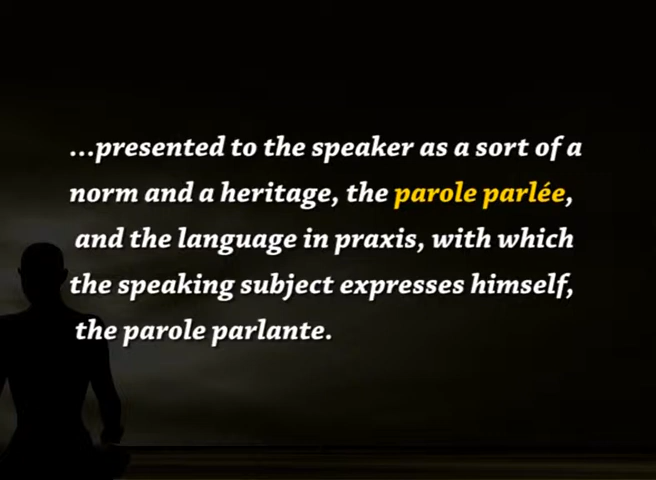 ...presented to the speaker as a sort of a
norm and a heritage, the parole parlée,
and the language in praxis, with which
the speaking subject expresses himself,
the parole parlante.